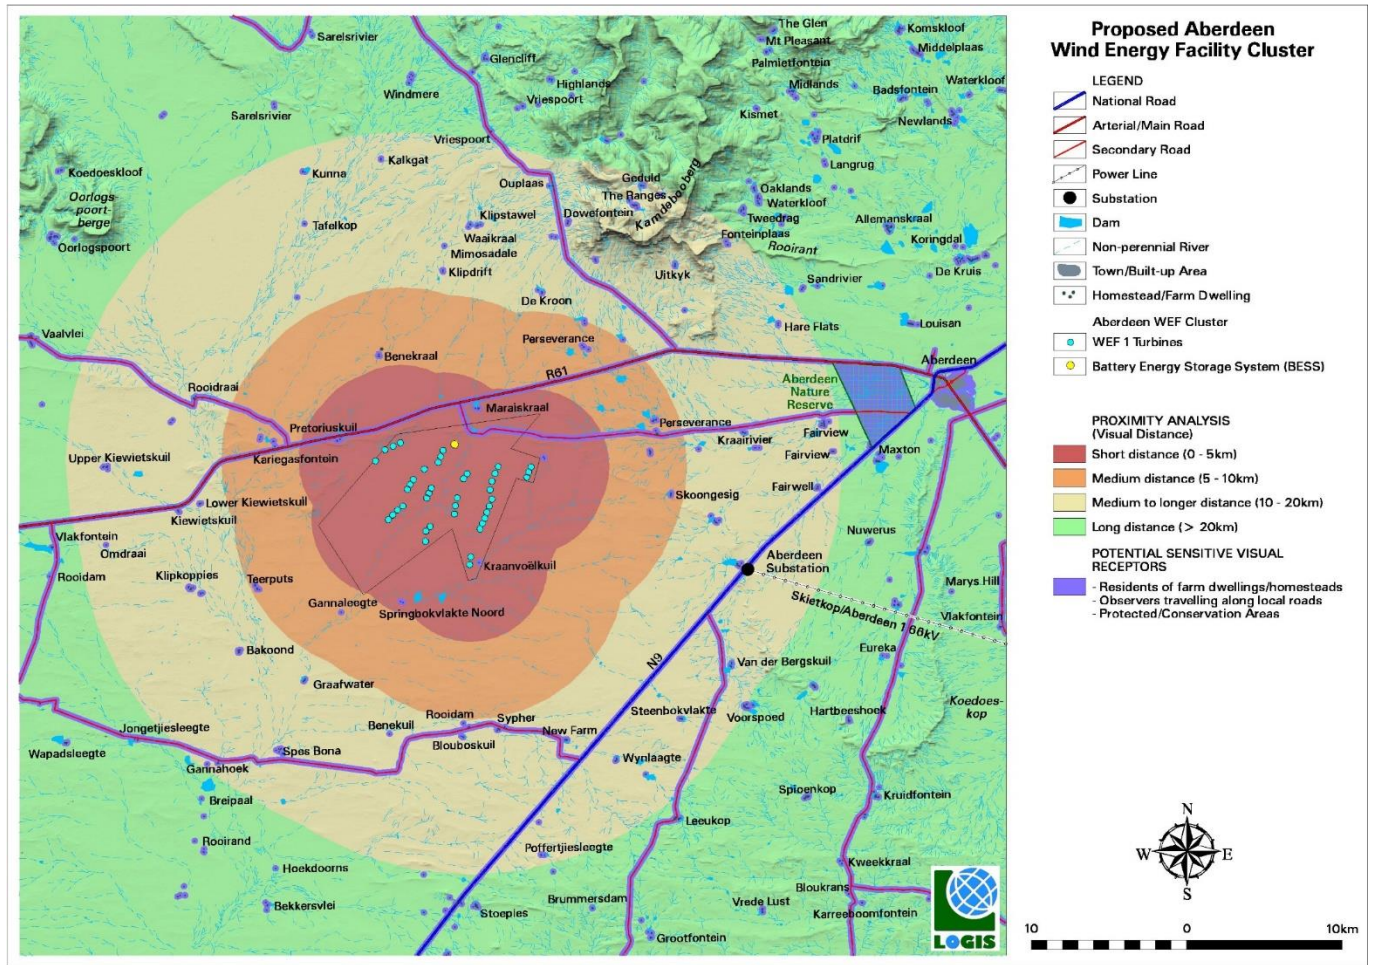 Proposed Aberdeen
Wind Energy Facility Cluster
LEGEND
National Road
Arterial/Main Road
Secondary Road
Power Line
Substation
Dam
Non-perennial River
Town/Built-up Area
Homestead/Farm Dwelling
Aberdeen WEF Cluster
WEF 1 Turbines
Battery Energy Storage System (BESS)
PROXIMITY ANALYSIS
(Visual Distance)
Short distance (0 - 5km)
Medium distance (5 - 10km)
Medium to longer distance (10 - 20km)
Long distance (> 20km)
POTENTIAL SENSITIVE VISUAL
RECEPTORS
- Residents of farm dwellings/homesteads
- Observers travelling along local roads
- Protected/Conservation Areas
N
W
E
S
10
0
10km
LOGIS
Sarelsrivier
The Glen
Mt Pleasant
Palmietfontein
Komskloof
Middelplaas
Glencliff
Windmere
Highlands
Vriespoort
Midlands
Badsfontein
Waterkloof
Sarelsrivier
Kismet
Newlands
Vriespoort
Platdrif
Kalkgat
Langrug
Koedoeskloof
Kunna
Ouplaas
Geduld
The Ranges
Kamdebooberg
Oaklands
Waterkloof
Oorlogs-
poort-
berge
Tafelkop
Klipstawel
Dowefontein
Tweedrag
Allemanskraal
Waaikraal
Fonteinplaas
Rooirant
Koringdal
Oorlogspoort
Mimosadale
Klipdrift
Uitkyk
De Kruis
Sandrivier
De Kroon
Hare Flats
Louisan
Vaalvlei
Perseverance
Benekraal
Aberdeen
R61
Rooidraai
Aberdeen
Nature
Reserve
Maraiskraal
Pretoriuskuil
Perseverance
Fairview
Kraairivier
Kariegasfontein
Fairview
Maxton
Upper Kiewietskuil
Skoongesig
Fairwell
Lower Kiewietskuil
Kiewietskuil
Nuwerus
Vlakfontein
Omdraai
Aberdeen
Substation
Kraanvoëlkuil
Rooidam
Klipkoppies
Teerputs
Marys Hill
Skietkop/Aberdeen 1 66kV
Gannaleegte
Springbokvlakte Noord
Vlakfontein
Bakoond
N9
Eureka
Van der Bergskuil
Graafwater
Koedoes-
kop
Rooidam
Sypher
Steenbokvlakte
Voorspoed
Hartbeeshoek
Jongetjiesleegte
Benekuil
New Farm
Blouboskuil
Wapadsleegte
Spes Bona
Wynlaagte
Gannahoek
Spioenkop
Kruidfontein
Breipaal
Leeukop
Rooirand
Poffertjiesleegte
Hoekdoorns
Kweekkraal
Bloukrans
Bekkersvlei
Stoepies
Brummersdam
Vrede Lust
Karreeboomfontein
Grootfontein